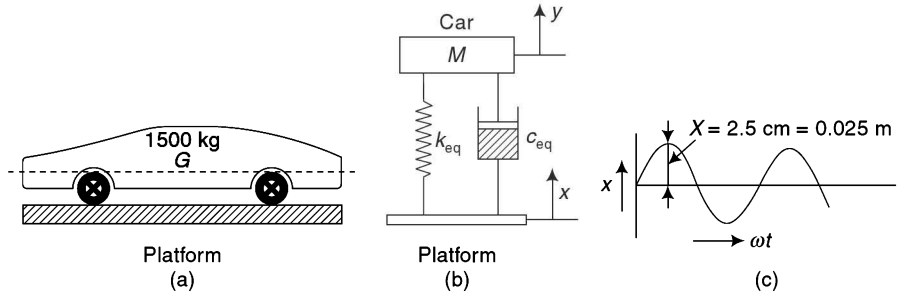 1500 kg
G
Platform
(a)
Car
M
y
k_eq
c_eq
x
Platform
(b)
X = 2.5 cm = 0.025 m
x
ωt
(c)